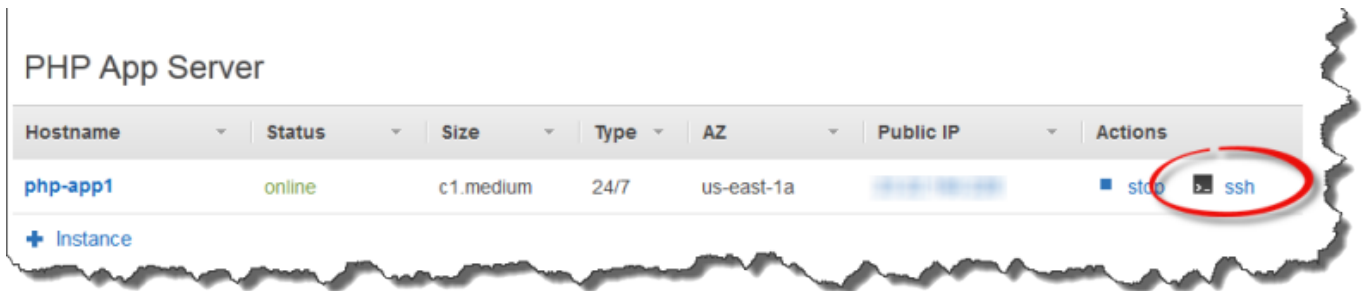 PHP App Server
Hostname Status Size Type AZ Public IP Actions
php-app1 online c1.medium 24/7 us-east-1a stop ssh
Instance